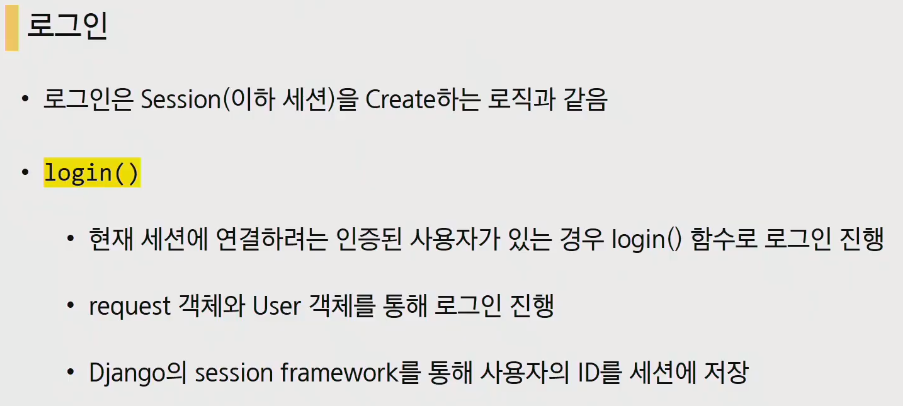 로그인
• 로그인은 Session(이하 세션)을 Create하는 로직과 같음
• login()
• 현재 세션에 연결하려는 인증된 사용자가 있는 경우 login() 함수로 로그인 진행
• request 객체와 User 객체를 통해 로그인 진행
• Django의 session framework를 통해 사용자의 ID를 세션에 저장